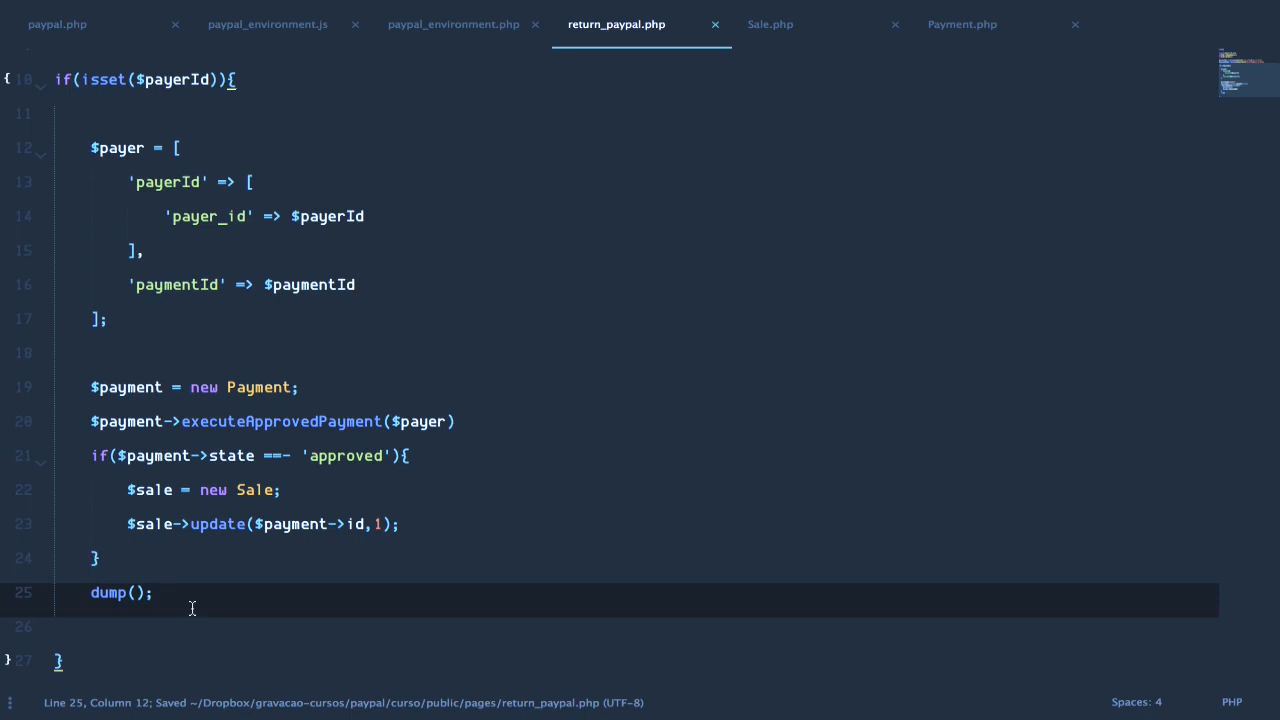 paypal.php × paypal_environment.js × paypal_environment.php × return_paypal.php × Sale.php × Payment.php ×
{ 10 if(isset($payerId)){
11
12 $payer = [
13 'payerId' => [
14 'payer_id' => $payerId
15 ],
16 'paymentId' => $paymentId
17 ];
18
19 $payment = new Payment;
20 $payment->executeApprovedPayment($payer)
21 if($payment->state ==- 'approved'){
22 $sale = new Sale;
23 $sale->update($payment->id,1);
24 }
25 dump();
26
} 27 }
Line 25, Column 12; Saved ~/Dropbox/gravacao-cursos/paypal/curso/public/pages/return_paypal.php (UTF-8) Spaces: 4 PHP